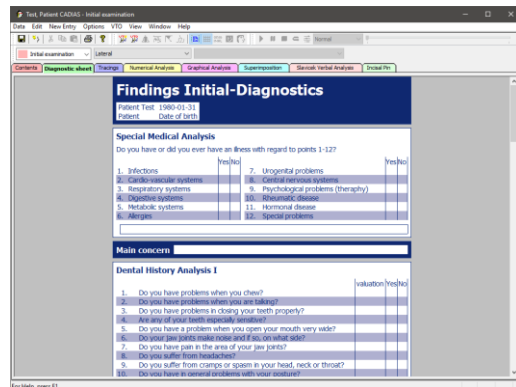 Test, Patient CADIAS - Initial examination
Data Edit New Entry Options VTO View Window Help
Normal
Initial examination Lateral
Contents Diagnostic sheet Tracings Numerical Analysis Graphical Analysis Superimposition Slavicek Verbal Analysis Incisal Pin
Findings Initial-Diagnostics
Patient Test 1980-01-31
Patient Date of birth
Special Medical Analysis
Do you have or did you ever have an illness with regard to points 1-12?
Yes No Yes No
1. Infections 7. Urogenital problems
2. Cardio-vascular systems 8. Central nervous systems
3. Respiratory systems 9. Psychological problems (theraphy)
4. Digestive systems 10. Rheumatic disease
5. Metabolic systems 11. Hormonal disease
6. Allergies 12. Special problems
Main concern
Dental History Analysis I
valuation Yes No
1. Do you have problems when you chew?
2. Do you have problems when you are talking?
3. Do you have problems in closing your teeth properly?
4. Are any of your teeth especially sensitive?
5. Do you have a problem when you open your mouth very wide?
6. Do your jaw joints make noise and if so, on what side?
7. Do you have pain in the area of your jaw joints?
8. Do you suffer from headaches?
9. Do you suffer from cramps or spasm in your head, neck or throat?
10. Do you have in general problems with your posture?
For Help, press F1